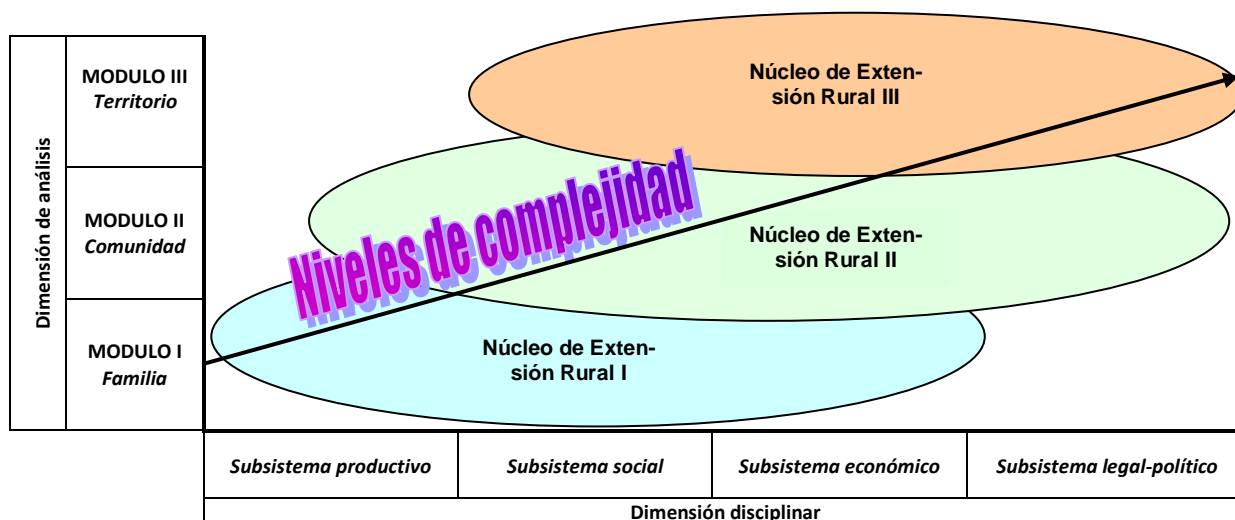 Dimensión de análisis
MODULO III
Territorio
MODULO II
Comunidad
MODULO I
Familia
Núcleo de Exten-
sión Rural III
Núcleo de Exten-
sión Rural II
Núcleo de Exten-
sión Rural I
Niveles de complejidad
Subsistema productivo
Subsistema social
Subsistema económico
Subsistema legal-político
Dimensión disciplinar